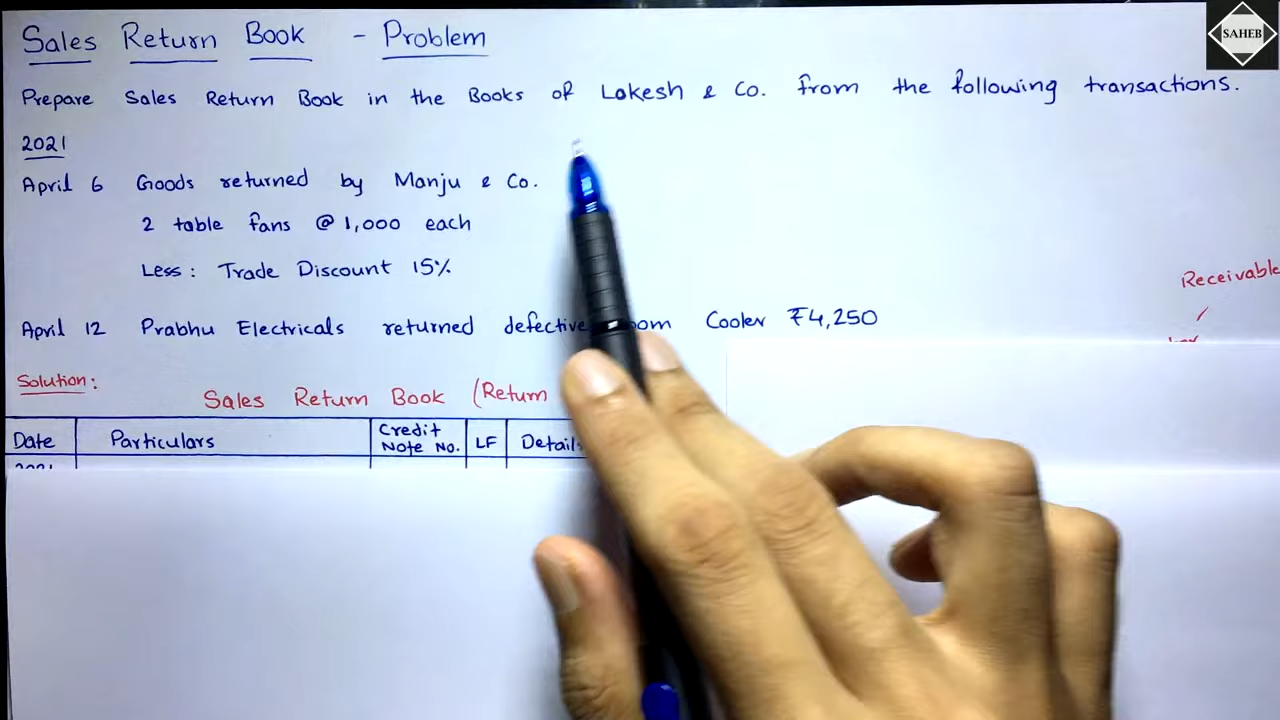 SAHEB
Sales Return Book - Problem
Prepare Sales Return Book in the Books of Lokesh & Co. from the following transactions.
2021
April 6 Goods returned by Manju & Co.
2 table fans @ 1,000 each
Less : Trade Discount 15%
Receivable
April 12 Prabhu Electricals returned defective Cooler ₹4,250
Solution:
Sales Return Book (Return
Date Particulars Credit Note No. LF Details